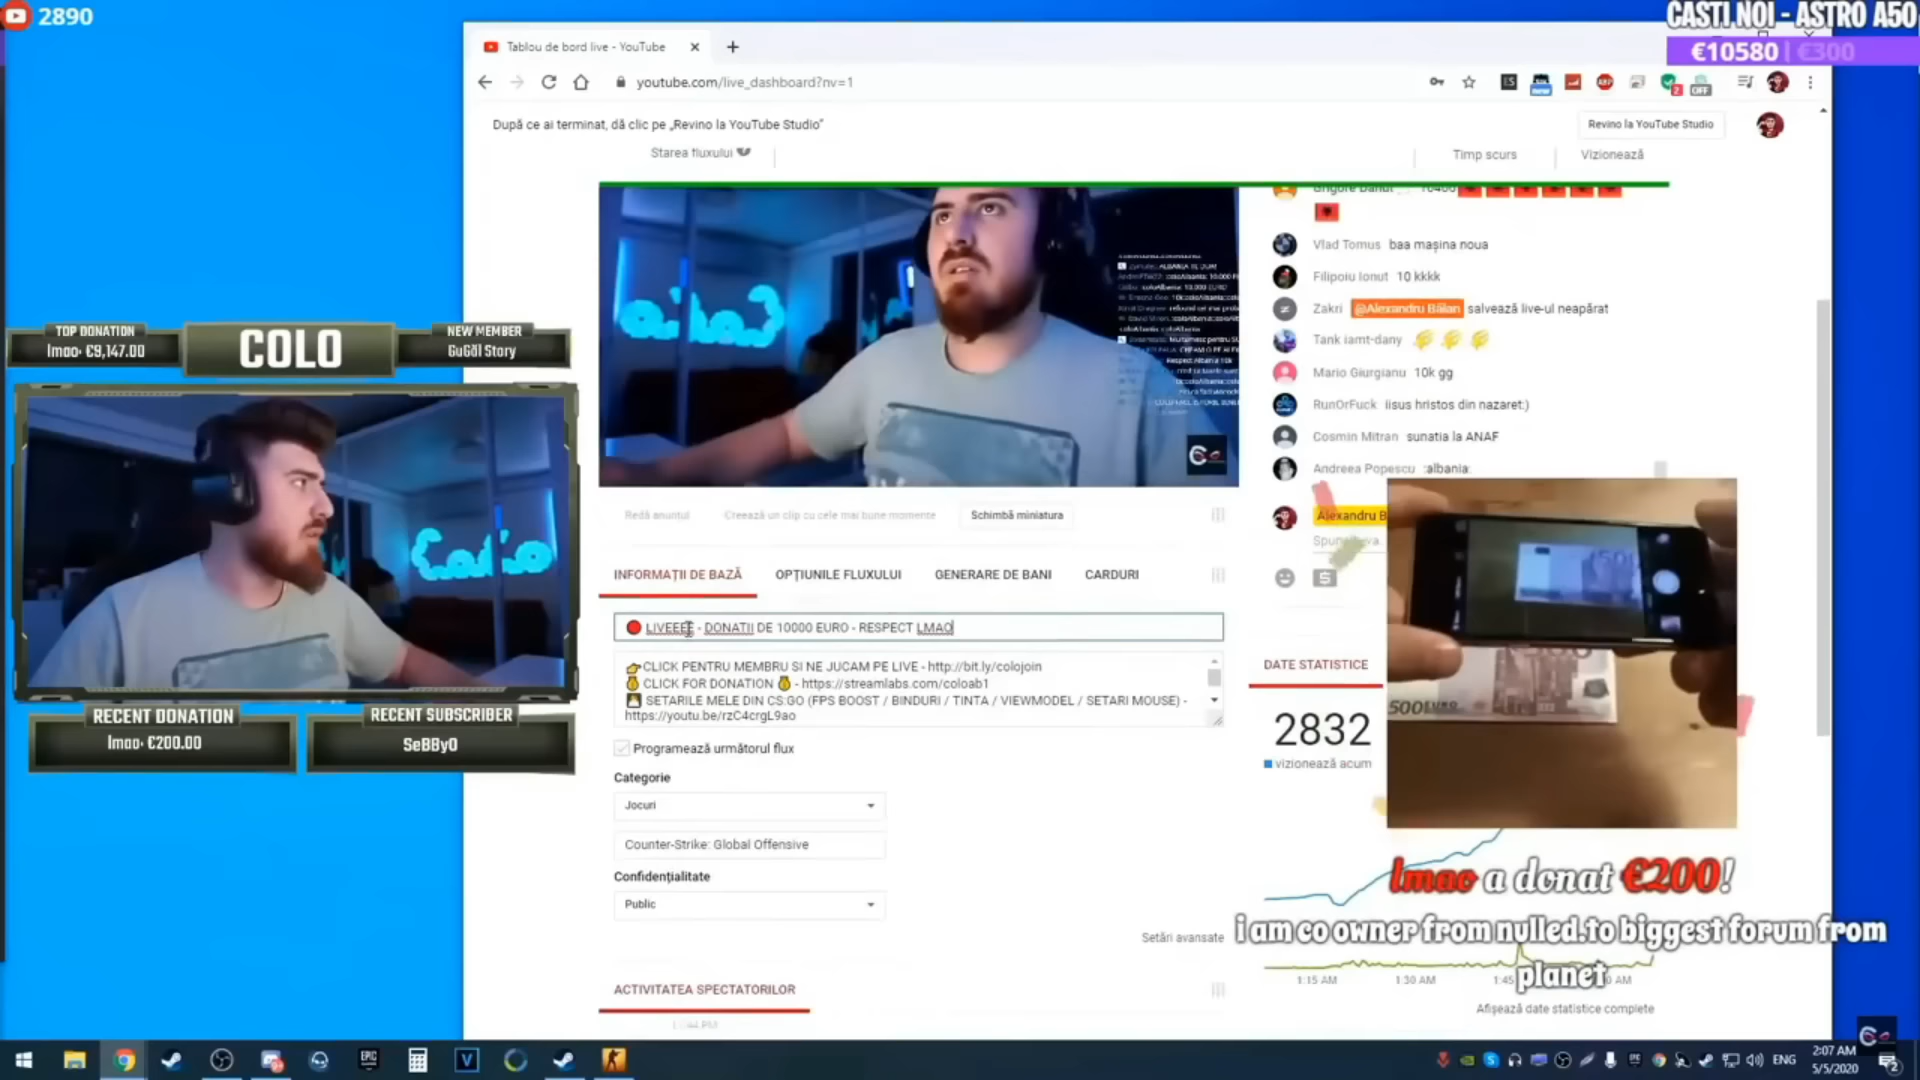 2890
CASTI NOI - ASTRO A50
€10580 | €300
Tablou de bord live - YouTube
youtube.com/live_dashboard?nv=1
După ce ai terminat, dă clic pe „Revino la YouTube Studio”
Revino la YouTube Studio
Starea fluxului
Timp scurs
Vizionează
Vlad Tomus baa mașina noua
Filipoiu Ionut 10 kkkk
Zakri @Alexandru Bălan salvează live-ul neapărat
Tank iamt-dany
Mario Giurgianu 10k gg
RunOrFuck iisus hristos din nazaret:)
Cosmin Mitran sunatia la ANAF
Andreea Popescu :albania:
Alexandru B
TOP DONATION
lmao: €9,147.00
COLO
NEW MEMBER
GuGãl Story
RECENT DONATION
lmao: €200.00
RECENT SUBSCRIBER
SeBByO
Redă anunțul
Creează un clip cu cele mai bune momente
Schimbă miniatura
INFORMAȚII DE BAZĂ
OPȚIUNILE FLUXULUI
GENERARE DE BANI
CARDURI
LIVEEEE - DONATII DE 10000 EURO - RESPECT LMAO
CLICK PENTRU MEMBRU SI NE JUCAM PE LIVE - http://bit.ly/colojoin
CLICK FOR DONATION - https://streamlabs.com/coloab1
SETARILE MELE DIN CS:GO (FPS BOOST / BINDURI / TINTA / VIEWMODEL / SETARI MOUSE) -
https://youtu.be/rzC4crgL9ao
Programează următorul flux
Categorie
Jocuri
Counter-Strike: Global Offensive
Confidențialitate
Public
Setări avansate
ACTIVITATEA SPECTATORILOR
DATE STATISTICE
2832
vizionează acum
500 EURO
lmao a donat €200!
i am co owner from nulled.to biggest forum from
planet
1:15 AM
1:30 AM
Afișează date statistice complete
ENG
2:07 AM
5/5/2020